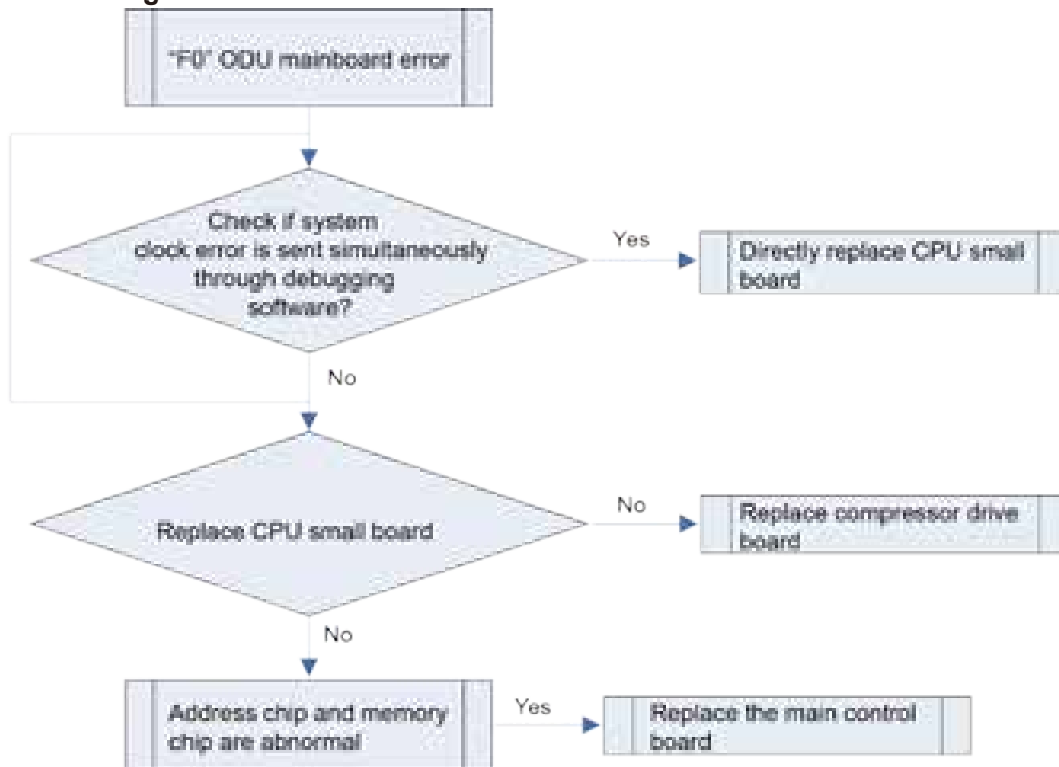 "F0" ODU mainboard error
Check if system
clock error is sent simultaneously
through debugging
software?
Yes
Directly replace CPU small
board
No
Replace CPU small board
No
Replace compressor drive
board
No
Address chip and memory
chip are abnormal
Yes
Replace the main control
board